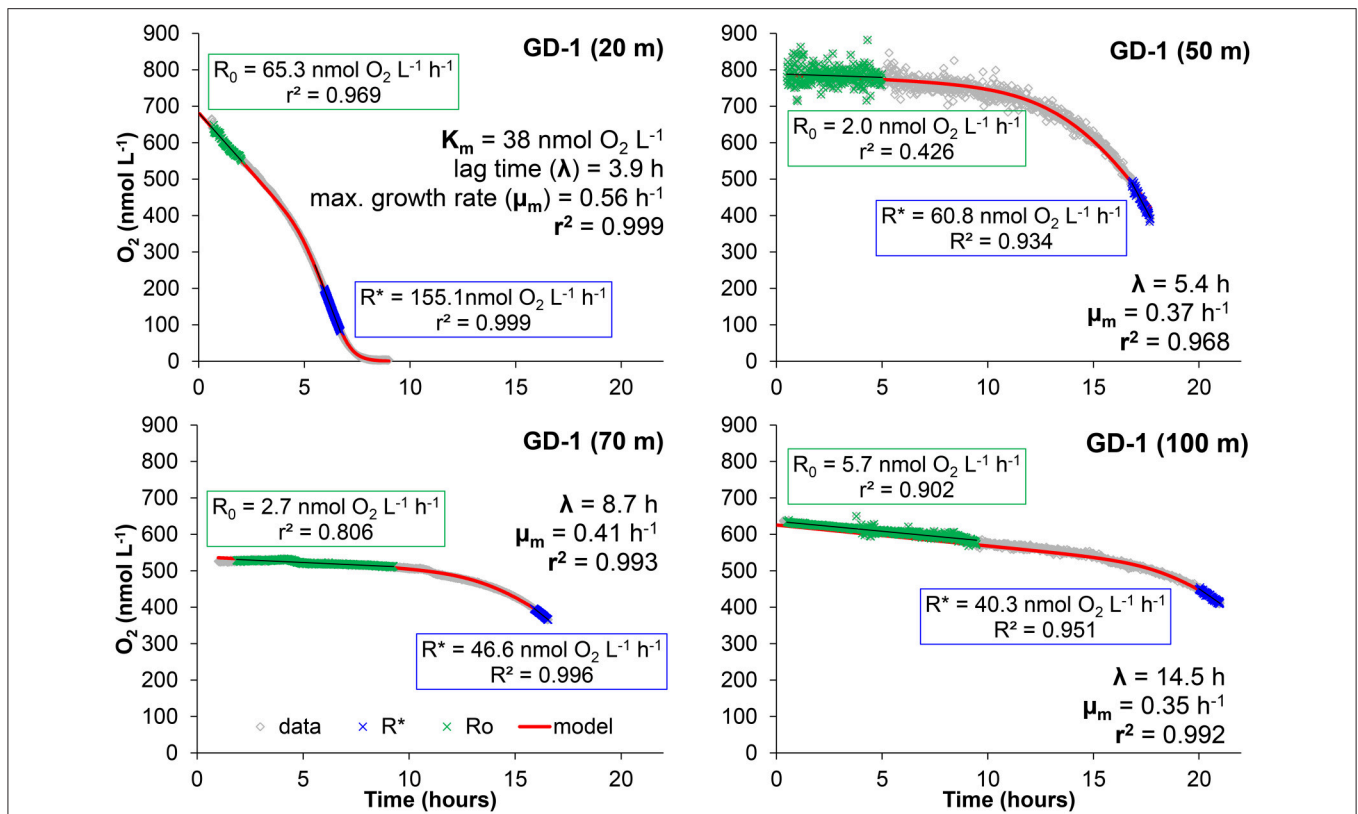 GD-1 (20 m)
R₀ = 65.3 nmol O₂ L⁻¹ h⁻¹
r² = 0.969
Kₘ = 38 nmol O₂ L⁻¹
lag time (λ) = 3.9 h
max. growth rate (μₘ) = 0.56 h⁻¹
r² = 0.999
R* = 155.1nmol O₂ L⁻¹ h⁻¹
r² = 0.999
O₂ (nmol L⁻¹)
900
800
700
600
500
400
300
200
100
0
0 5 10 15 20
GD-1 (50 m)
R₀ = 2.0 nmol O₂ L⁻¹ h⁻¹
r² = 0.426
R* = 60.8 nmol O₂ L⁻¹ h⁻¹
R² = 0.934
λ = 5.4 h
μₘ = 0.37 h⁻¹
r² = 0.968
900
800
700
600
500
400
300
200
100
0
0 5 10 15 20
GD-1 (70 m)
R₀ = 2.7 nmol O₂ L⁻¹ h⁻¹
r² = 0.806
λ = 8.7 h
μₘ = 0.41 h⁻¹
r² = 0.993
R* = 46.6 nmol O₂ L⁻¹ h⁻¹
R² = 0.996
data R* Ro model
O₂ (nmol L⁻¹)
900
800
700
600
500
400
300
200
100
0
0 5 10 15 20
Time (hours)
GD-1 (100 m)
R₀ = 5.7 nmol O₂ L⁻¹ h⁻¹
r² = 0.902
R* = 40.3 nmol O₂ L⁻¹ h⁻¹
R² = 0.951
λ = 14.5 h
μₘ = 0.35 h⁻¹
r² = 0.992
900
800
700
600
500
400
300
200
100
0
0 5 10 15 20
Time (hours)